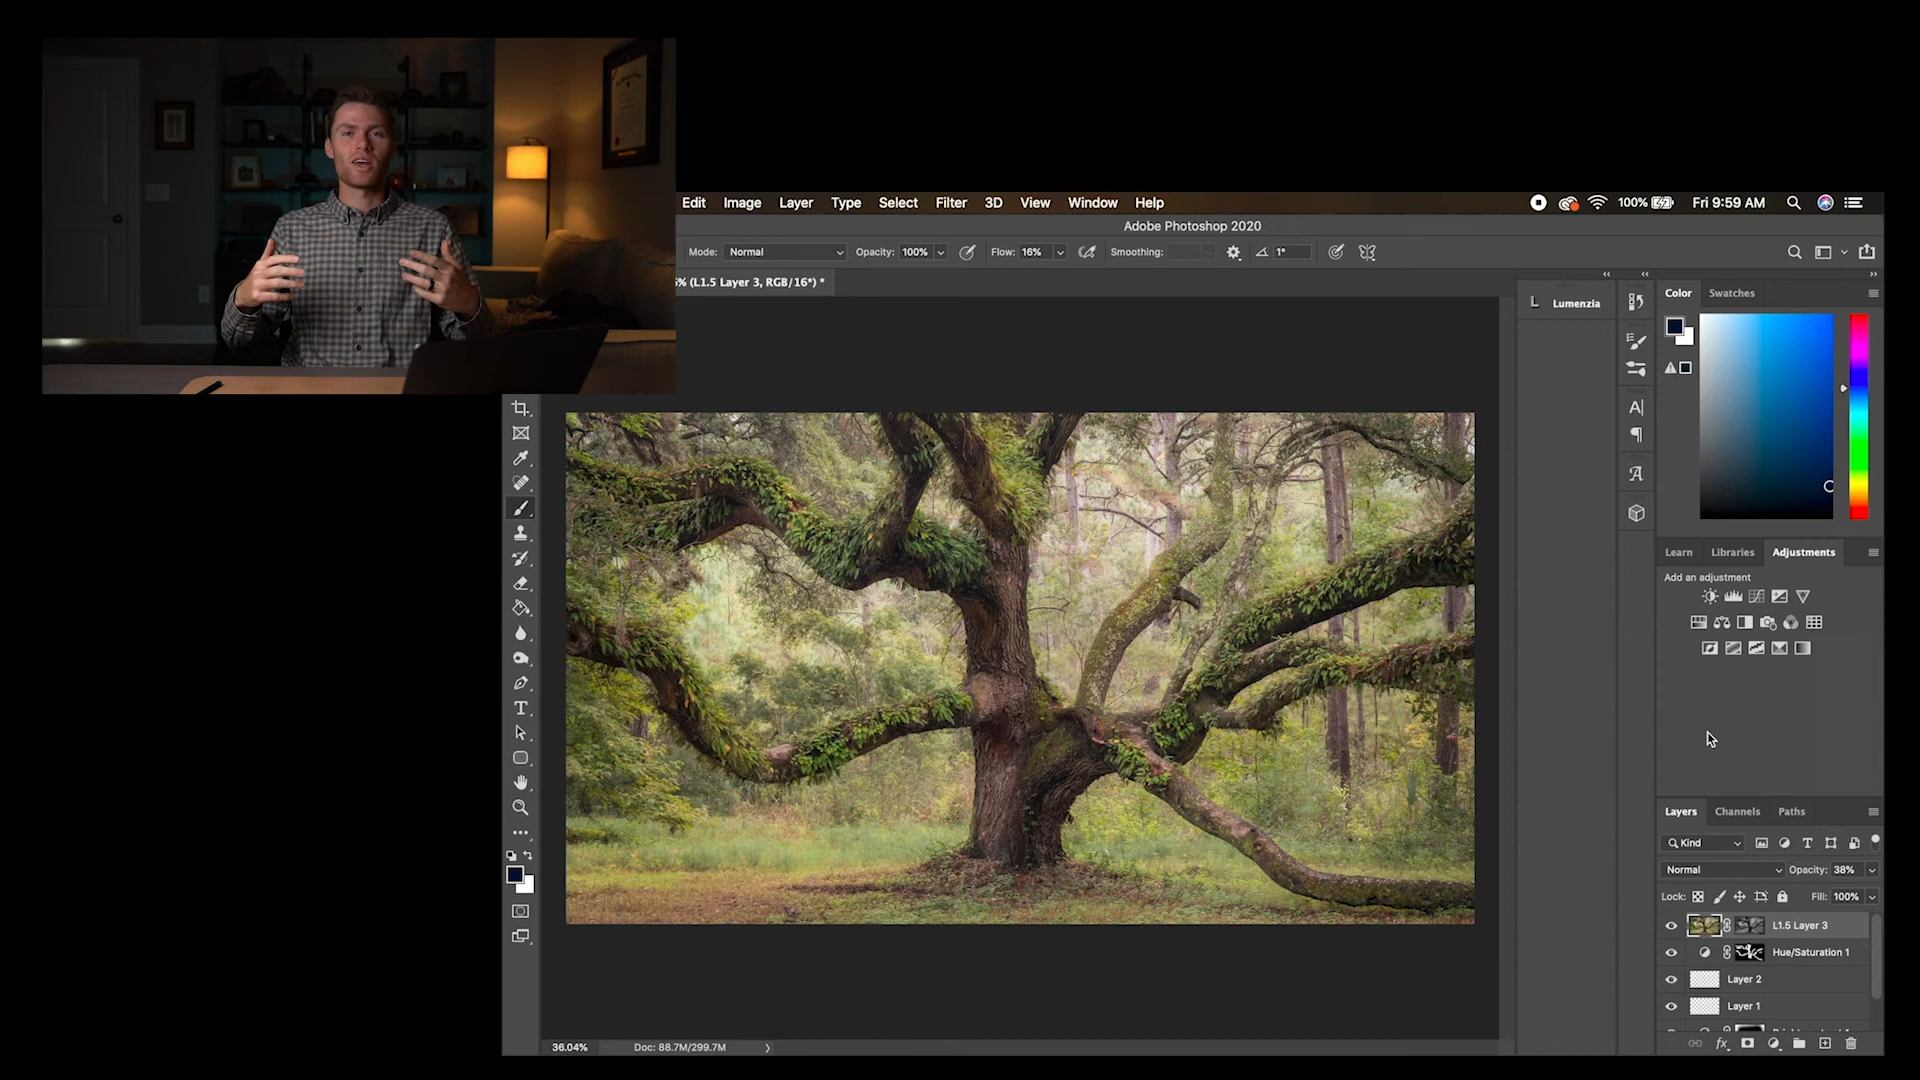 Edit Image Layer Type Select Filter 3D View Window Help 100% Fri 9:59 AM
Adobe Photoshop 2020
Mode: Normal Opacity: 100% Flow: 16% Smoothing: 1°
% (L1.5 Layer 3, RGB/16*) *
L Lumenzia
Color Swatches
Learn Libraries Adjustments
Add an adjustment
Layers Channels Paths
Kind
Normal Opacity: 38%
Lock: Fill: 100%
L1.5 Layer 3
Hue/Saturation 1
Layer 2
Layer 1
36.04% Doc: 88.7M/299.7M